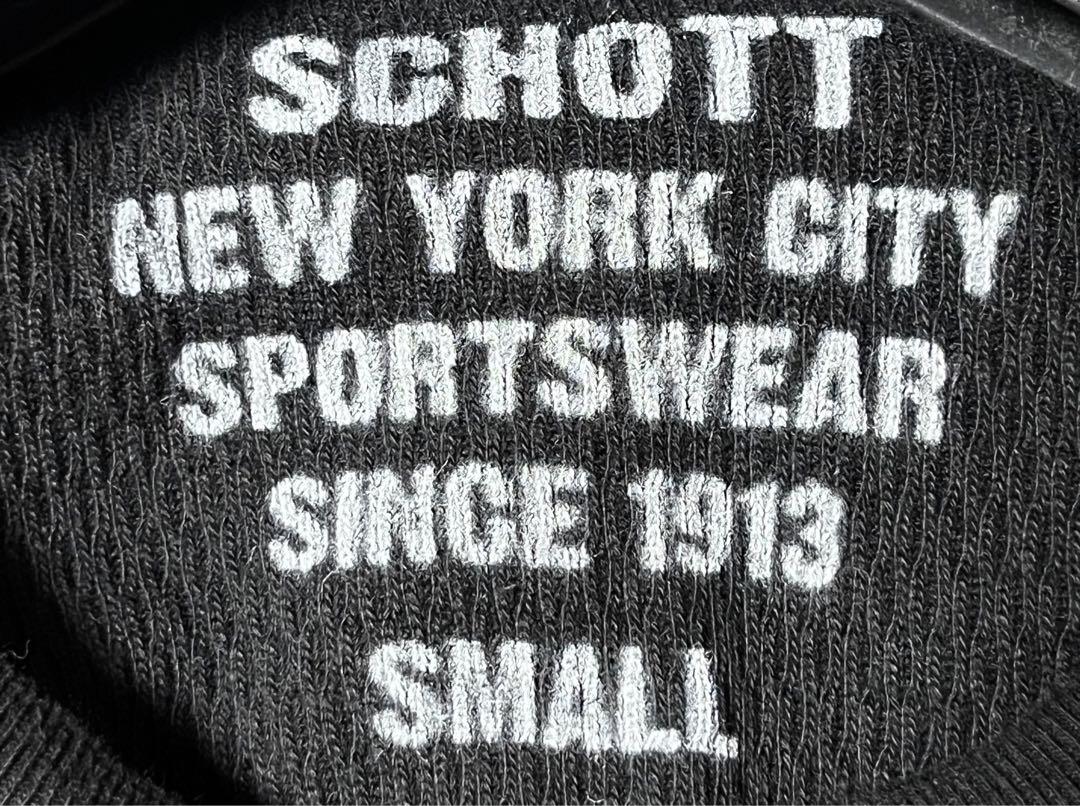 SCHOTT
NEW YORK CITY
SPORTSWEAR
SINCE 1913
SMALL